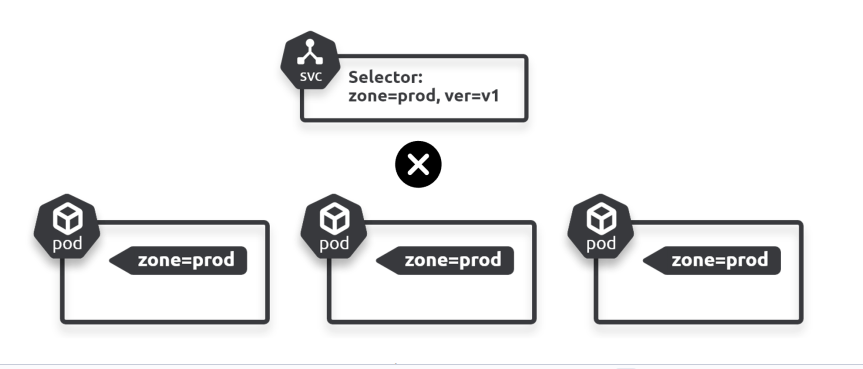 svc
Selector:
zone=prod, ver=v1
pod
zone=prod
pod
zone=prod
pod
zone=prod